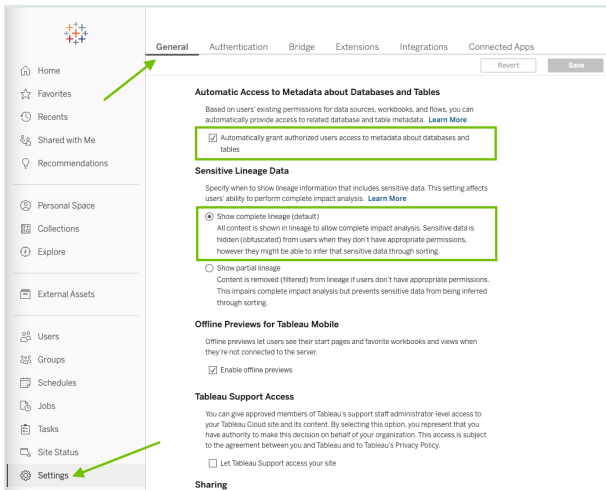 General Authentication Bridge Extensions Integrations Connected Apps
Revert Save
Home
Favorites
Recents
Shared with Me
Recommendations
Personal Space
Collections
Explore
External Assets
Users
Groups
Schedules
Jobs
Tasks
Site Status
Settings
Automatic Access to Metadata about Databases and Tables
Based on users' existing permissions for data sources, workbooks, and flows, you can
automatically provide access to related database and table metadata. Learn More
Automatically grant authorized users access to metadata about databases and
tables
Sensitive Lineage Data
Specify when to show lineage information that includes sensitive data. This setting affects
users' ability to perform complete impact analysis. Learn More
Show complete lineage (default)
All content is shown in lineage to allow complete impact analysis. Sensitive data is
hidden (obfuscated) from users when they don't have appropriate permissions,
however they might be able to infer that sensitive data through sorting.
Show partial lineage
Content is removed (filtered) from lineage if users don't have appropriate permissions.
This impairs complete impact analysis but prevents sensitive data from being inferred
through sorting.
Offline Previews for Tableau Mobile
Offline previews let users see their start pages and favorite workbooks and views when
they're not connected to the server.
Enable offline previews
Tableau Support Access
You can give approved members of Tableau's support staff administrator-level access to
your Tableau Cloud site and its content. By selecting this option, you represent that you
have authority to make this decision on behalf of your organization. This access is subject
to the agreement between you and Tableau and to Tableau's Privacy Policy.
Let Tableau Support access your site
Sharing